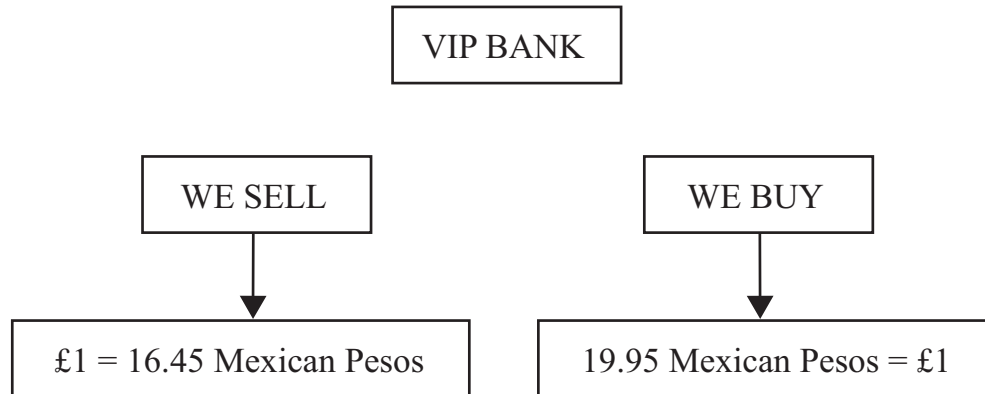 VIP BANK
WE SELL
WE BUY
£1 = 16.45 Mexican Pesos
19.95 Mexican Pesos = £1